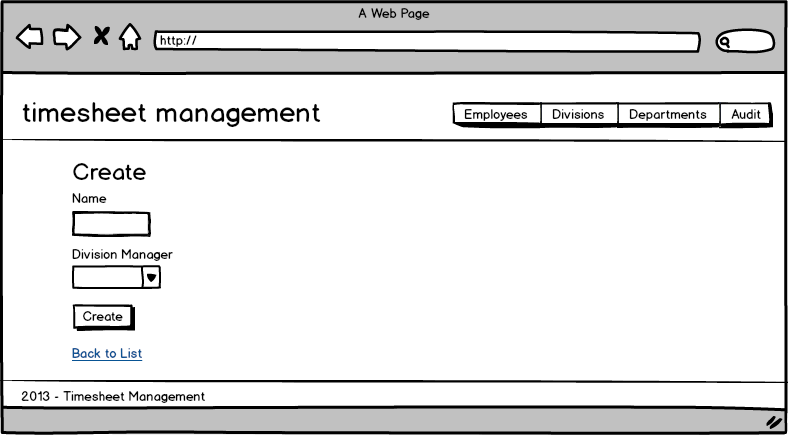 A Web Page
http://
timesheet management
Employees Divisions Departments Audit
Create
Name
Division Manager
Create
Back to List
2013 - Timesheet Management